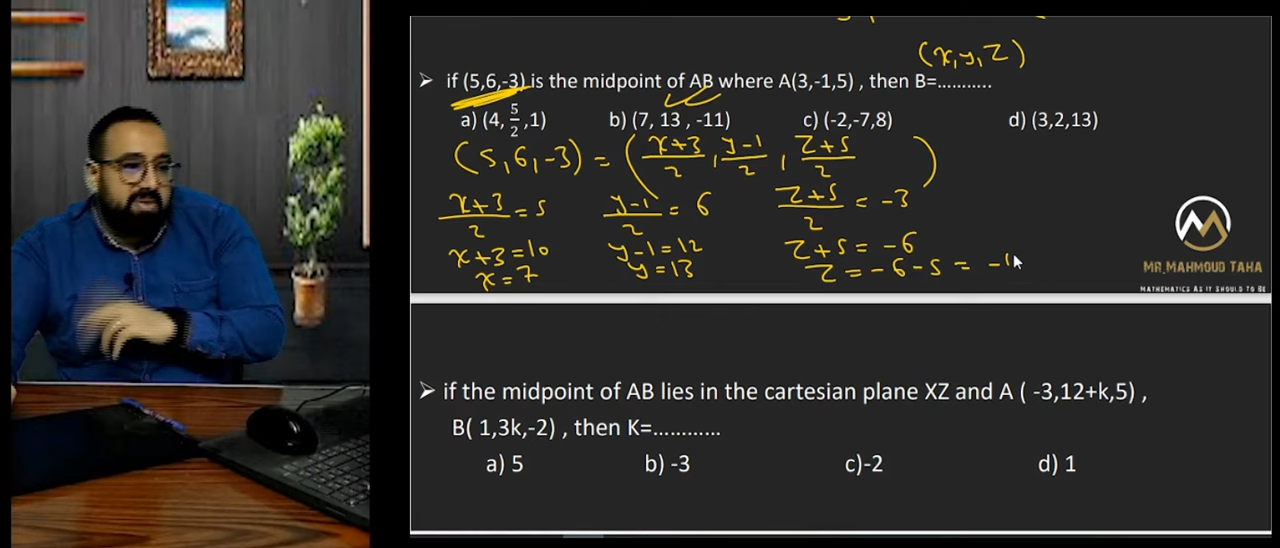 (x, y, z)
➢ if (5,6,-3) is the midpoint of AB where A(3,-1,5) , then B=...........
a) (4, 5/2 ,1) b) (7, 13 , -11) c) (-2,-7,8) d) (3,2,13)
(5, 6, -3) = ( x+3/2 , y-1/2 , z+5/2 )
x+3/2 = 5 y-1/2 = 6 z+5/2 = -3
x+3=10 y-1=12 z+5 = -6
x=7 y=13 z=-6-5 = -1
MR.MAHMOUD TAHA
MATHEMATICS AS IT SHOULD TO BE
➢ if the midpoint of AB lies in the cartesian plane XZ and A ( -3,12+k,5) ,
B( 1,3k,-2) , then K=............
a) 5 b) -3 c)-2 d) 1